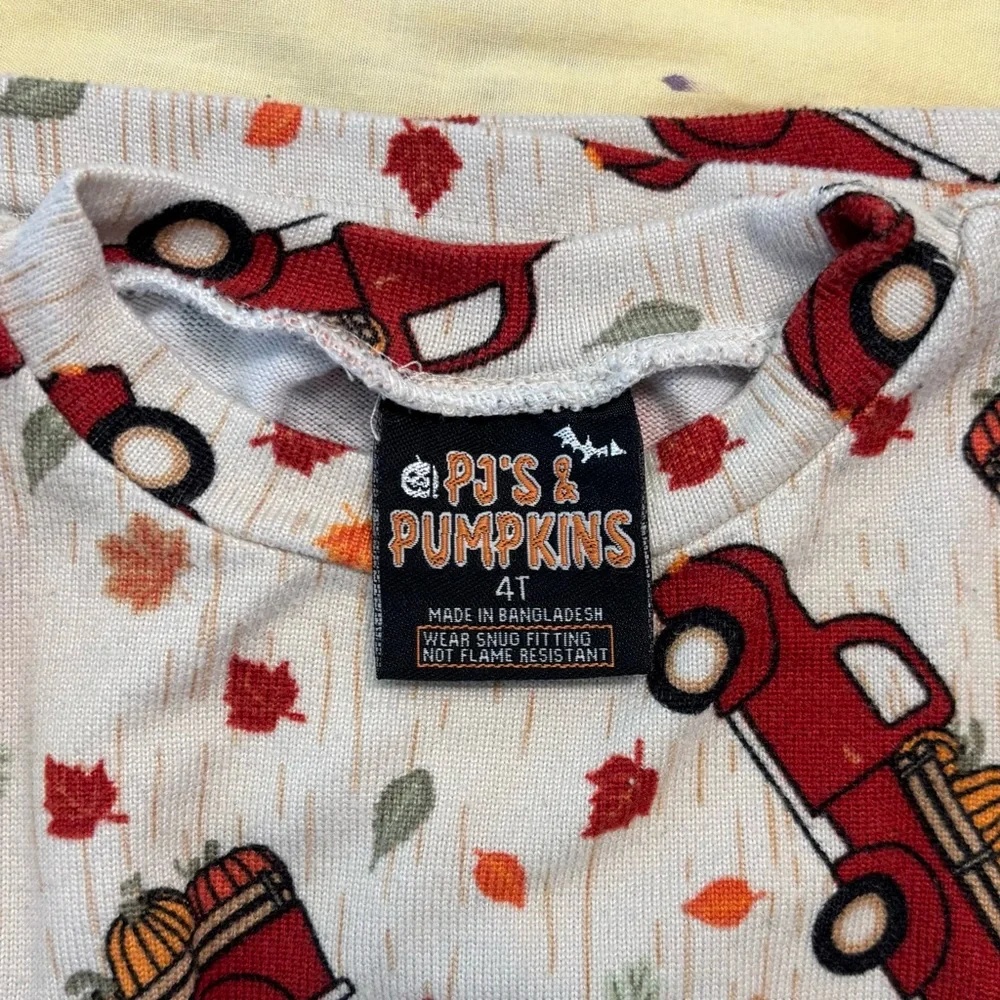 PJ'S &
PUMPKINS
4T
MADE IN BANGLADESH
WEAR SNUG FITTING
NOT FLAME RESISTANT